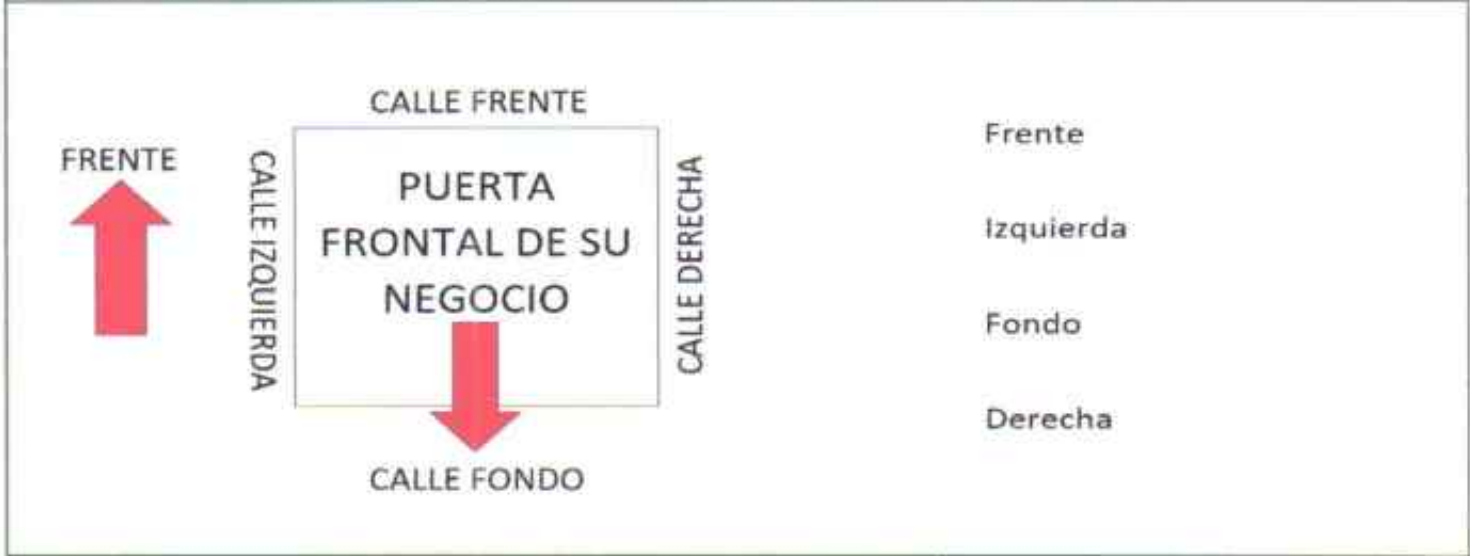 CALLE FRENTE
FRENTE
CALLE IZQUIERDA
PUERTA
FRONTAL DE SU
NEGOCIO
CALLE DERECHA
CALLE FONDO
Frente
Izquierda
Fondo
Derecha